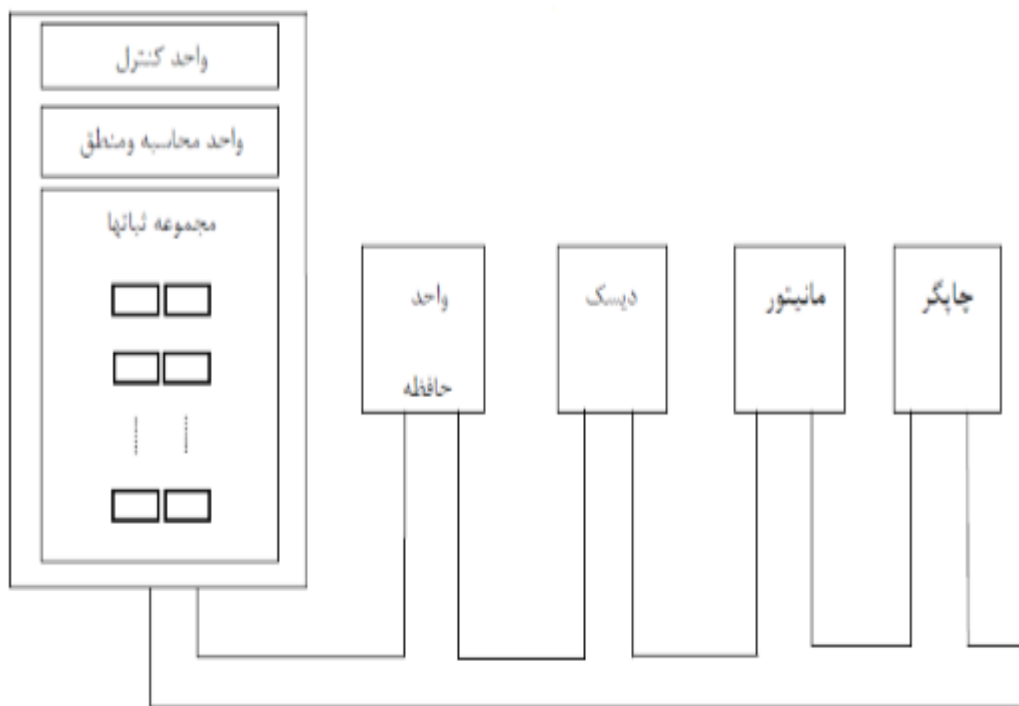 واحد کنترل
واحد محاسبه ومنطق
مجموعه ثباتها
واحد
حافظه
دیسک
مانیتور
چاپگر